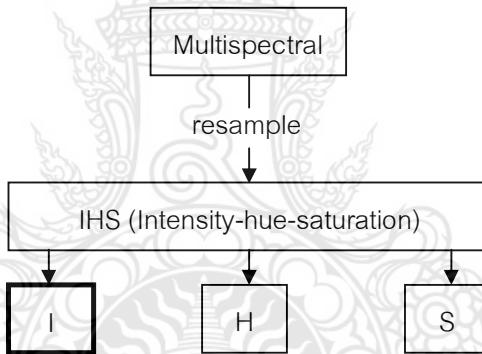 Multispectral
resample
IHS (Intensity-hue-saturation)
I
H
S